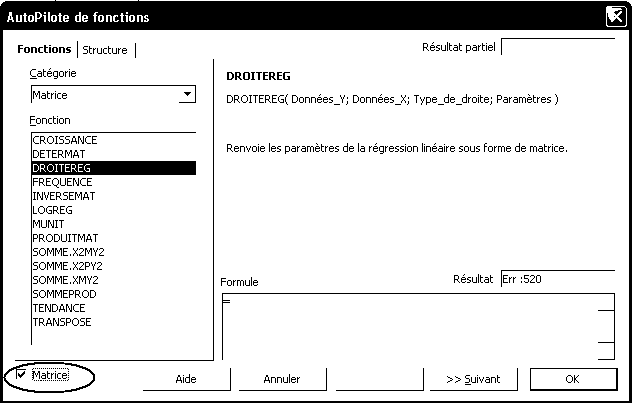 AutoPilote de fonctions
Fonctions Structure
Résultat partiel
Catégorie
Matrice
Fonction
CROISSANCE
DETERMAT
DROITEREG
FREQUENCE
INVERSEMAT
LOGREG
MUNIT
PRODUITMAT
SOMME.X2MY2
SOMME.X2PY2
SOMME.XMY2
SOMMEPROD
TENDANCE
TRANSPOSE
DROITEREG
DROITEREG( Données_Y; Données_X; Type_de_droite; Paramètres )
Renvoie les paramètres de la régression linéaire sous forme de matrice.
Résultat Err :520
Formule
=
Matrice
Aide
Annuler
>> Suivant
OK